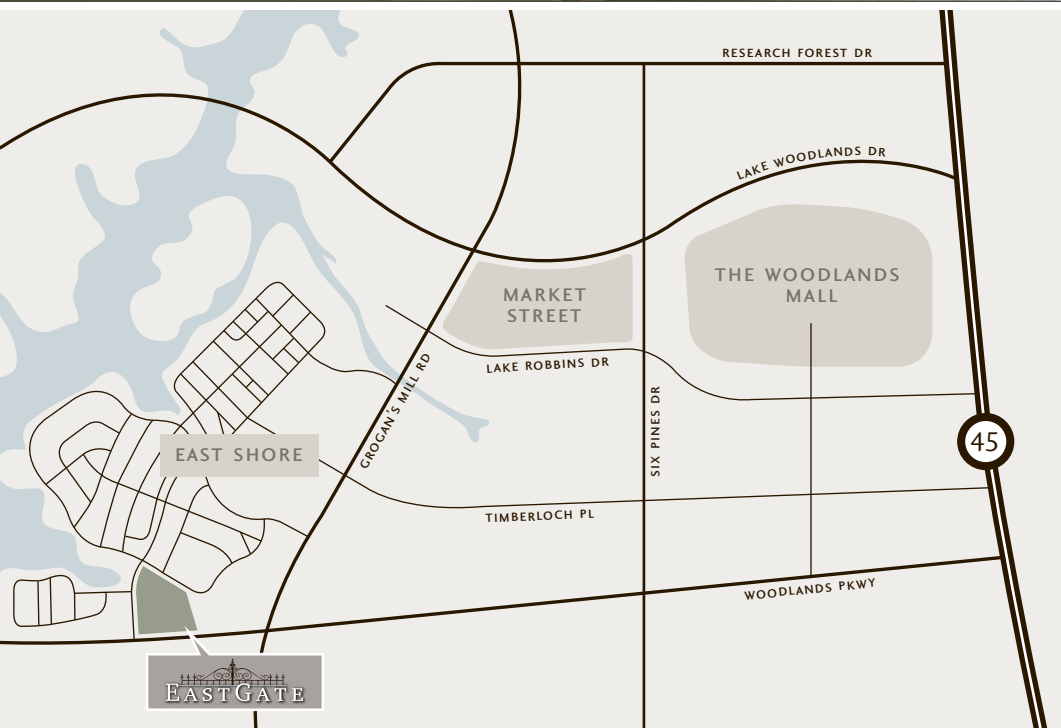 RESEARCH FOREST DR
LAKE WOODLANDS DR
THE WOODLANDS
MALL
MARKET
STREET
LAKE ROBBINS DR
GROGAN'S MILL RD
SIX PINES DR
45
EAST SHORE
TIMBERLOCH PL
WOODLANDS PKWY
EASTGATE